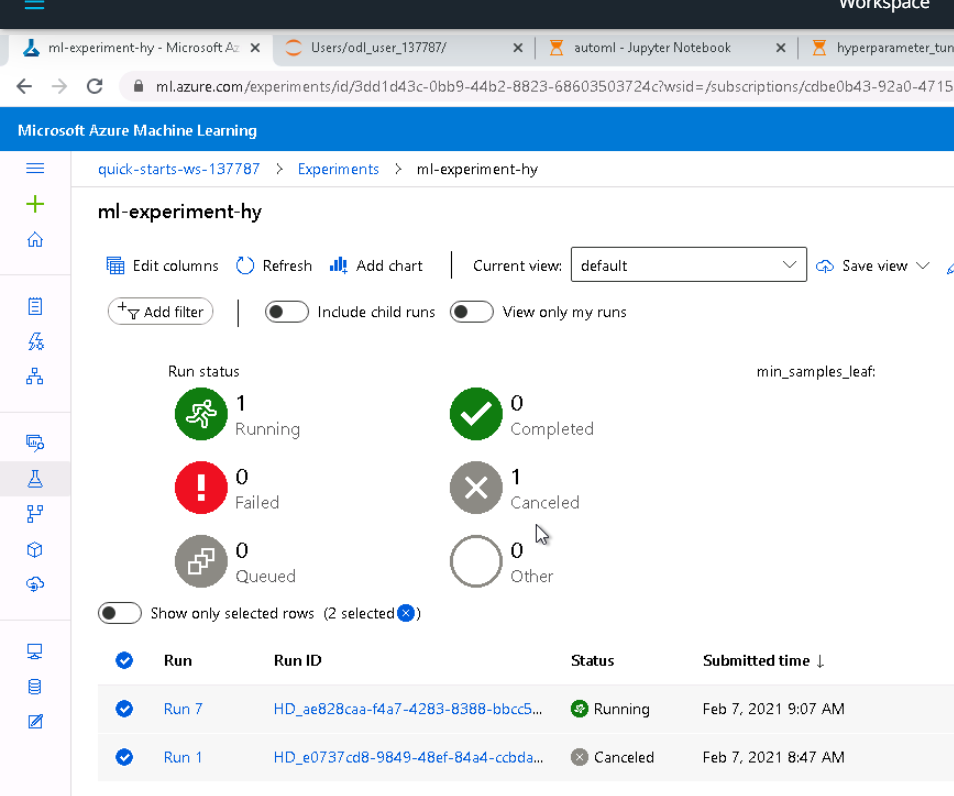 Workspace
ml-experiment-hy - Microsoft Az
Users/odl_user_137787/
automl - Jupyter Notebook
hyperparameter_tun
ml.azure.com/experiments/id/3dd1d43c-0bb9-44b2-8823-68603503724c?wsid=/subscriptions/cdbe0b43-92a0-4715
Microsoft Azure Machine Learning
quick-starts-ws-137787 > Experiments > ml-experiment-hy
ml-experiment-hy
Edit columns Refresh Add chart Current view: default Save view
Add filter Include child runs View only my runs
Run status
min_samples_leaf:
1 Running
0 Completed
0 Failed
1 Canceled
0 Queued
0 Other
Show only selected rows (2 selected )
Run Run ID Status Submitted time ↓
Run 7 HD_ae828caa-f4a7-4283-8388-bbcc5... Running Feb 7, 2021 9:07 AM
Run 1 HD_e0737cd8-9849-48ef-84a4-ccbda... Canceled Feb 7, 2021 8:47 AM